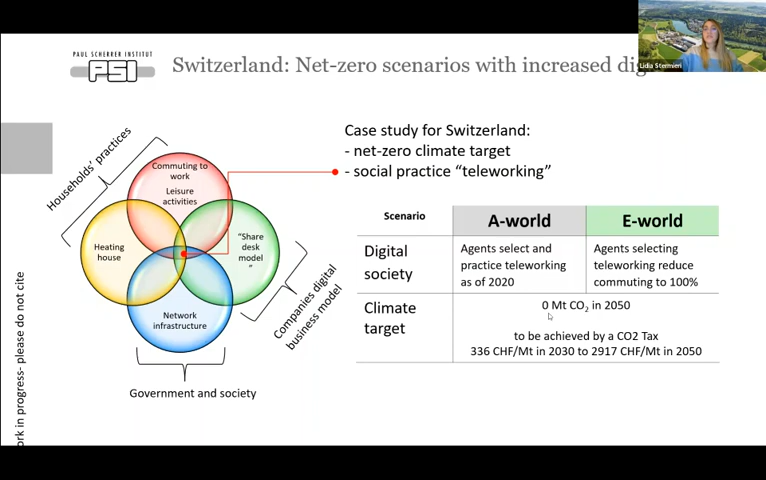 PAUL SCHERRER INSTITUT
PSI
Switzerland: Net-zero scenarios with increased
Lidia Stermieri
Households' practices
Commuting to
work
Leisure
activities
Heating
house
"Share
desk
model
"
Network
infrastructure
Companies digital
business model
Government and society
Case study for Switzerland:
- net-zero climate target
- social practice "teleworking"
Scenario
A-world
E-world
Digital
society
Agents select and
practice teleworking
as of 2020
Agents selecting
teleworking reduce
commuting to 100%
Climate
target
0 Mt CO₂ in 2050
to be achieved by a CO2 Tax
336 CHF/Mt in 2030 to 2917 CHF/Mt in 2050
in progress- please do not cite